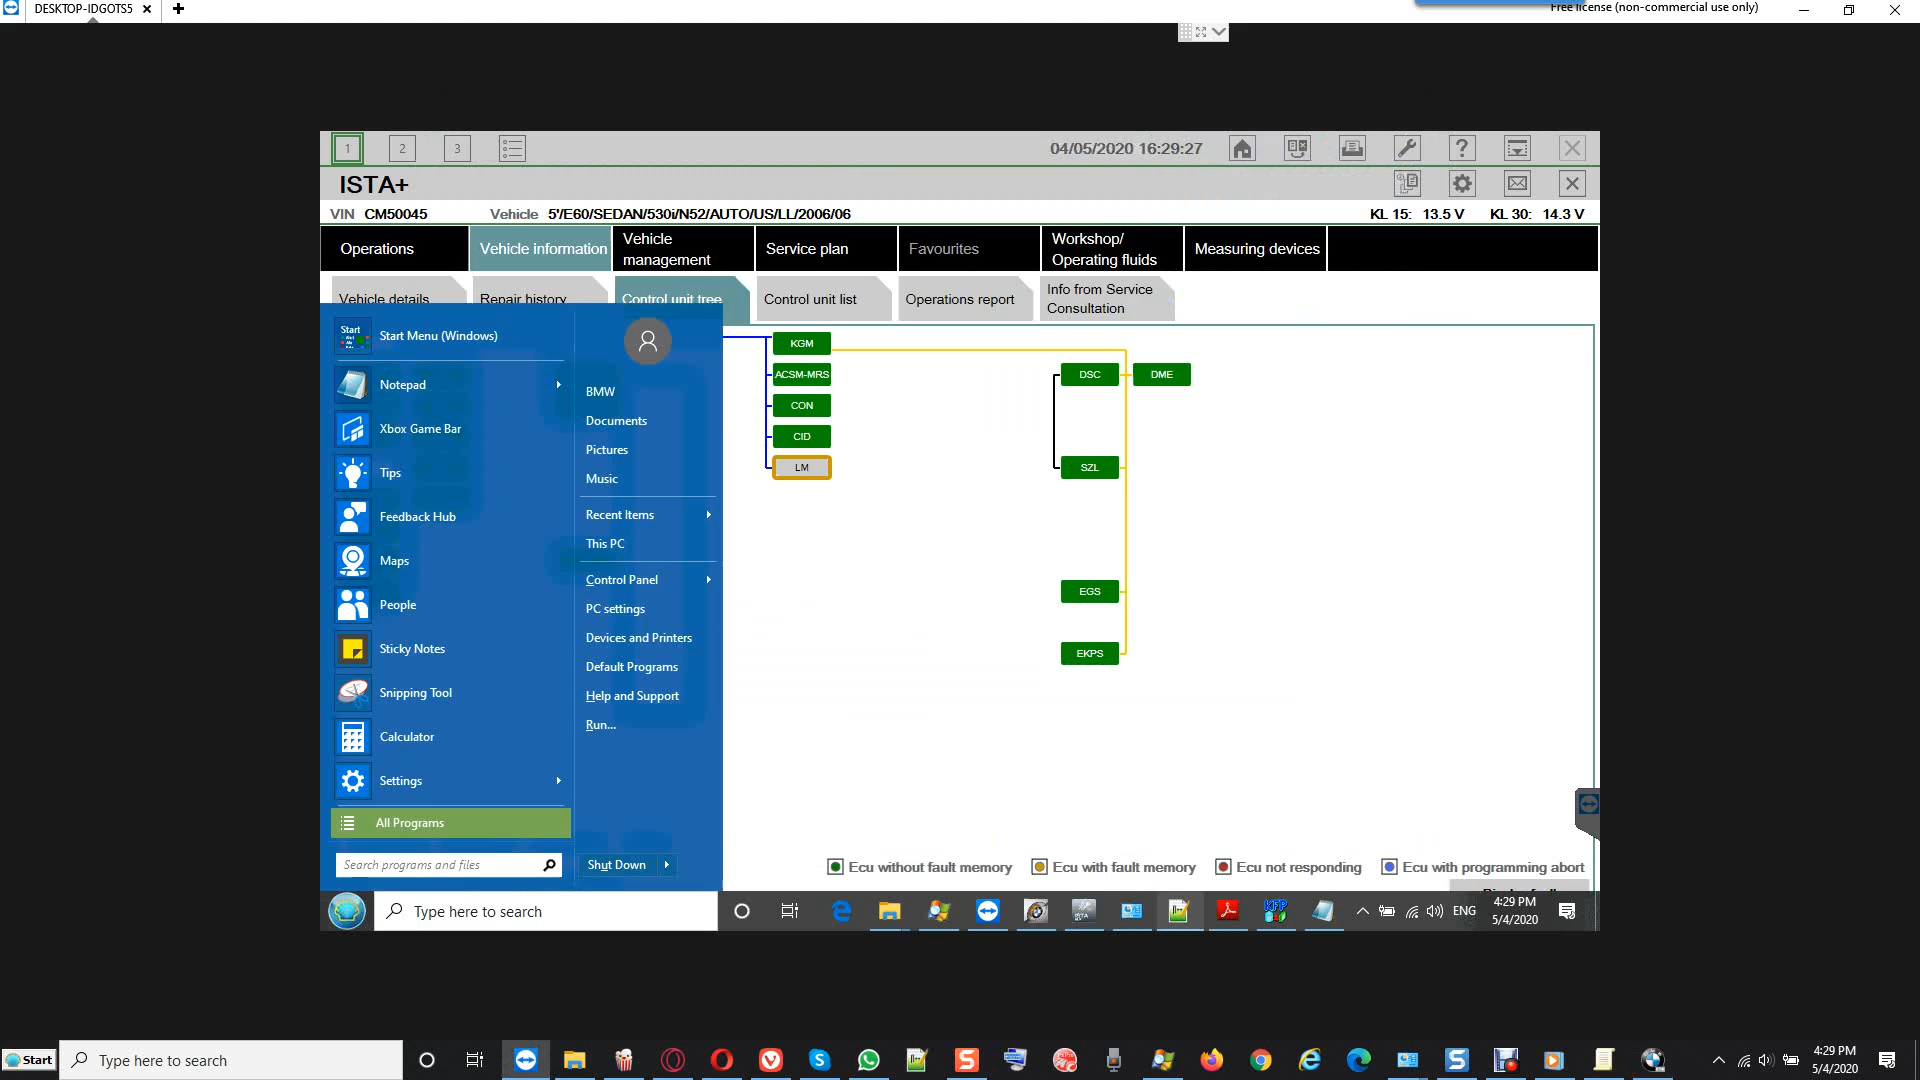 DESKTOP-IDGOTS5
Free license (non-commercial use only)
1 2 3
04/05/2020 16:29:27
ISTA+
VIN CM50045 Vehicle 5'/E60/SEDAN/530i/N52/AUTO/US/LL/2006/06 KL 15: 13.5 V KL 30: 14.3 V
Operations
Vehicle information
Vehicle
management
Service plan
Favourites
Workshop/
Operating fluids
Measuring devices
Vehicle details
Repair history
Control unit tree
Control unit list
Operations report
Info from Service
Consultation
Start
Start Menu (Windows)
Notepad
Xbox Game Bar
Tips
Feedback Hub
Maps
People
Sticky Notes
Snipping Tool
Calculator
Settings
All Programs
Search programs and files
BMW
Documents
Pictures
Music
Recent Items
This PC
Control Panel
PC settings
Devices and Printers
Default Programs
Help and Support
Run...
Shut Down
KGM
ACSM-MRS
CON
CID
LM
DSC
DME
SZL
EGS
EKPS
Ecu without fault memory
Ecu with fault memory
Ecu not responding
Ecu with programming abort
Type here to search
ISTA
KFP
ENG
4:29 PM
5/4/2020
Start
Type here to search
4:29 PM
5/4/2020